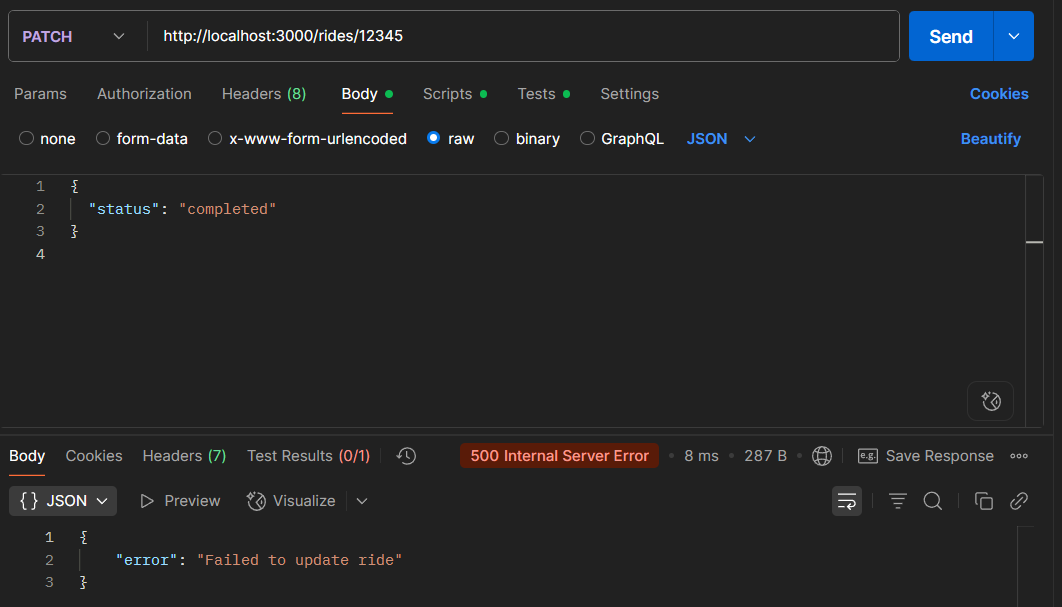 PATCH http://localhost:3000/rides/12345 Send
Params Authorization Headers (8) Body Scripts Tests Settings Cookies
none form-data x-www-form-urlencoded raw binary GraphQL JSON Beautify
1 {
2 "status": "completed"
3 }
4
Body Cookies Headers (7) Test Results (0/1) 500 Internal Server Error 8 ms 287 B e.g. Save Response
{} JSON Preview Visualize
1 {
2 "error": "Failed to update ride"
3 }